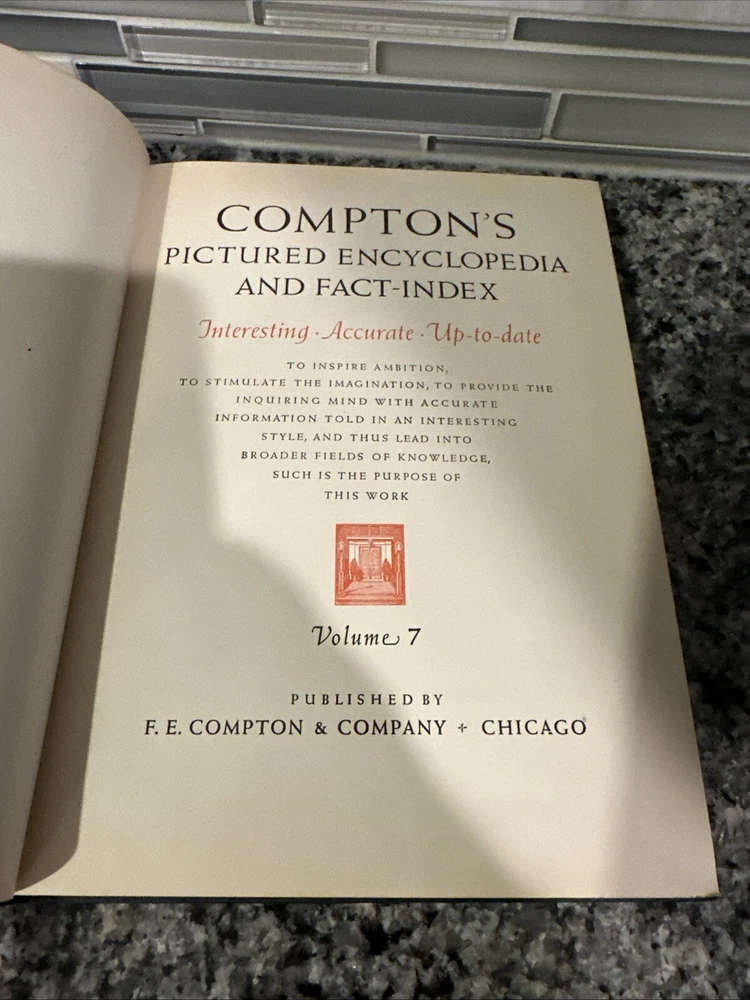 COMPTON'S
PICTURED ENCYCLOPEDIA
AND FACT-INDEX
Interesting · Accurate · Up-to-date
TO INSPIRE AMBITION,
TO STIMULATE THE IMAGINATION, TO PROVIDE THE
INQUIRING MIND WITH ACCURATE
INFORMATION TOLD IN AN INTERESTING
STYLE, AND THUS LEAD INTO
BROADER FIELDS OF KNOWLEDGE,
SUCH IS THE PURPOSE OF
THIS WORK
Volume 7
PUBLISHED BY
F. E. COMPTON & COMPANY + CHICAGO